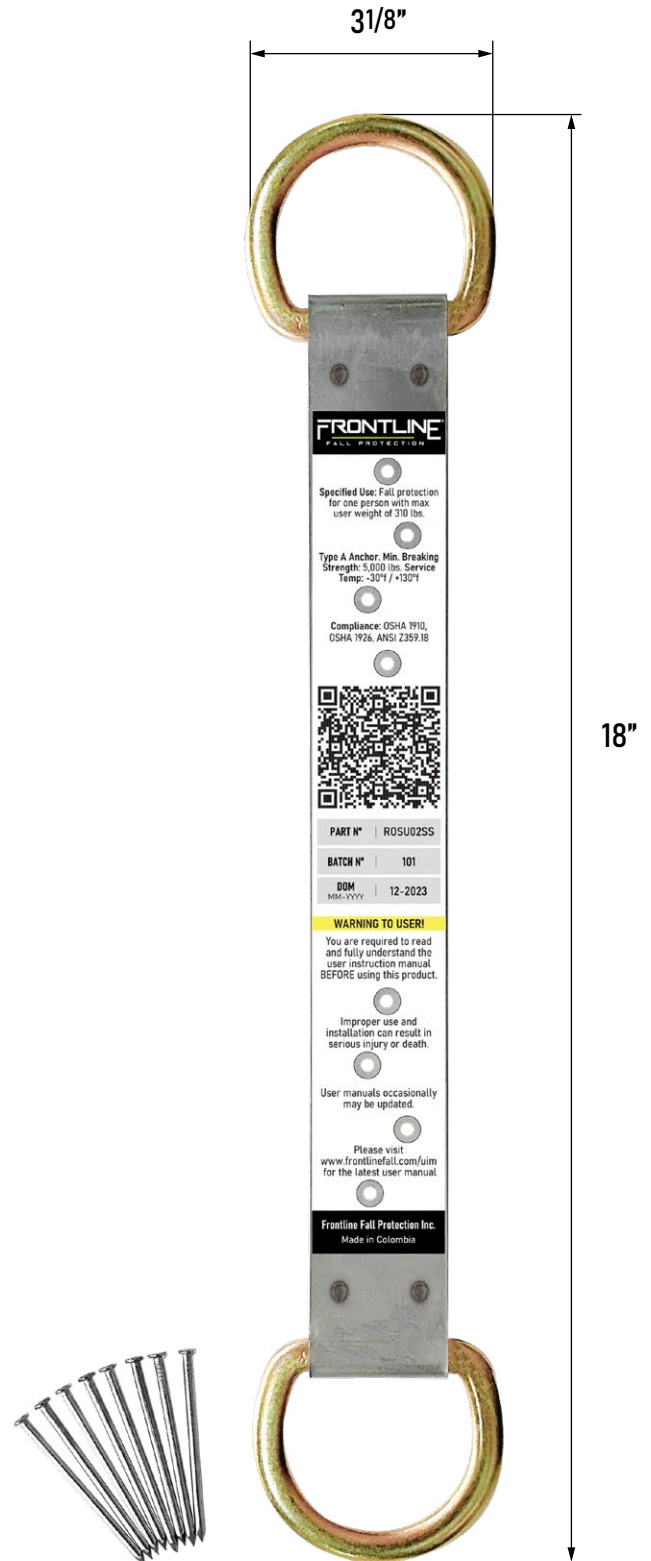 31/8"
FRONTLINE
FALL PROTECTION
Specified Use: Fall protection
for one person with max
user weight of 310 lbs.
Type A Anchor. Min. Breaking
Strength: 5,000 lbs. Service
Temp: -30°f / +130°f
Compliance: OSHA 1910,
OSHA 1926, ANSI Z359.18
18"
PART N° | ROSU02SS
BATCH N° | 101
DOM | 12-2023
MM-YYYY
WARNING TO USER!
You are required to read
and fully understand the
user instruction manual
BEFORE using this product.
Improper use and
installation can result in
serious injury or death.
User manuals occasionally
may be updated.
Please visit
www.frontlinefall.com/uim
for the latest user manual
Frontline Fall Protection Inc.
Made in Colombia